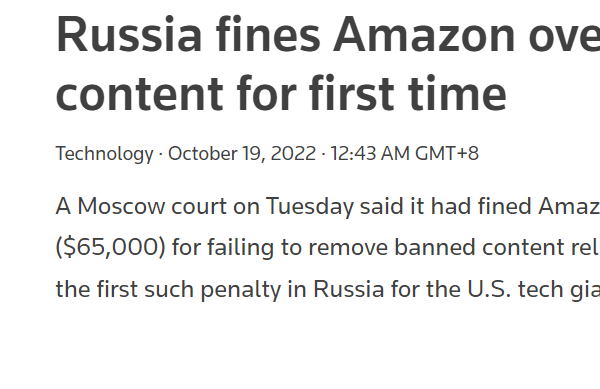 Russia fines Amazon ove
content for first time
Technology · October 19, 2022 · 12:43 AM GMT+8
A Moscow court on Tuesday said it had fined Amaz
($65,000) for failing to remove banned content rel
the first such penalty in Russia for the U.S. tech gia